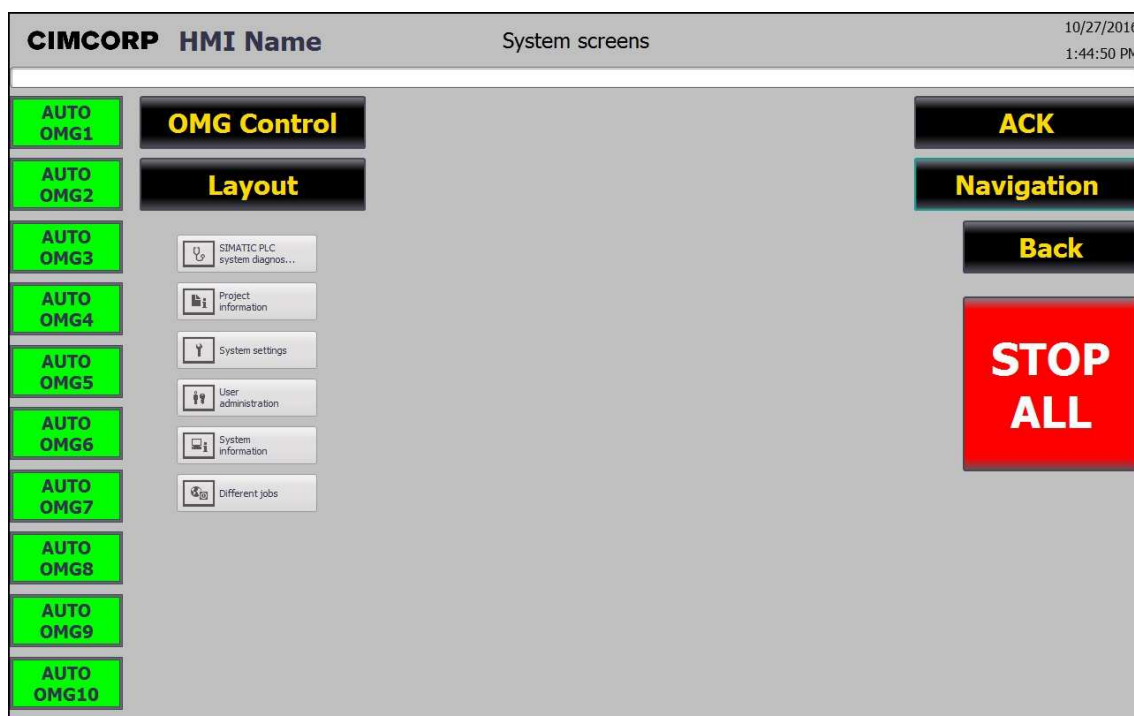 CIMCORP HMI Name
System screens
10/27/2016
1:44:50 PM
AUTO
OMG1
AUTO
OMG2
AUTO
OMG3
AUTO
OMG4
AUTO
OMG5
AUTO
OMG6
AUTO
OMG7
AUTO
OMG8
AUTO
OMG9
AUTO
OMG10
OMG Control
Layout
SIMATIC PLC
system diagnos...
Project
information
System settings
User
administration
System
information
Different jobs
ACK
Navigation
Back
STOP
ALL